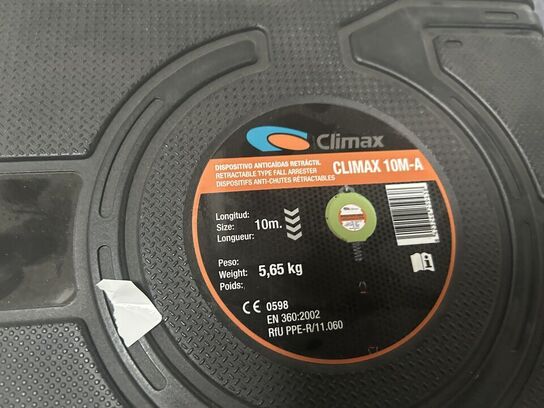 Climax
DISPOSITIVO ANTICAÍDAS RETRÁCTIL
RETRACTABLE TYPE FALL ARRESTER
DISPOSITIFS ANTI-CHUTES RÉTRACTABLES
CLIMAX 10M-A
Longitud:
Size: 10m.
Longueur:
Peso:
Weight: 5,65 kg
Poids:
CE 0598
EN 360:2002
RfU PPE-R/11.060